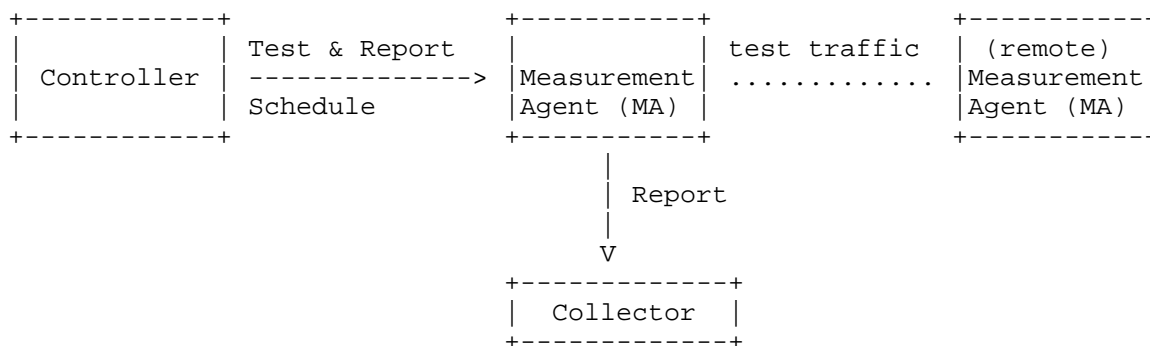 Test & Report test traffic (remote)
Controller Measurement Measurement
Schedule Agent (MA) Agent (MA)
Report
Collector